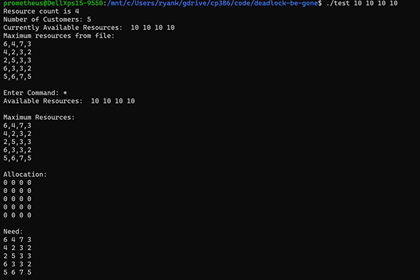 prometheus@DellXps15-9550:/mnt/c/Users/ryank/gdrive/cp386/code/deadlock-be-gone$ ./test 10 10 10 10
Resource count is 4
Number of Customers: 5
Currently Available Resources:  10 10 10 10
Maximum resources from file:
6,4,7,3
4,2,3,2
2,5,3,3
6,3,3,2
5,6,7,5
Enter Command: *
Available Resources:  10 10 10 10
Maximum Resources:
6,4,7,3
4,2,3,2
2,5,3,3
6,3,3,2
5,6,7,5
Allocation:
0 0 0 0
0 0 0 0
0 0 0 0
0 0 0 0
0 0 0 0
Need:
6 4 7 3
4 2 3 2
2 5 3 3
6 3 3 2
5 6 7 5